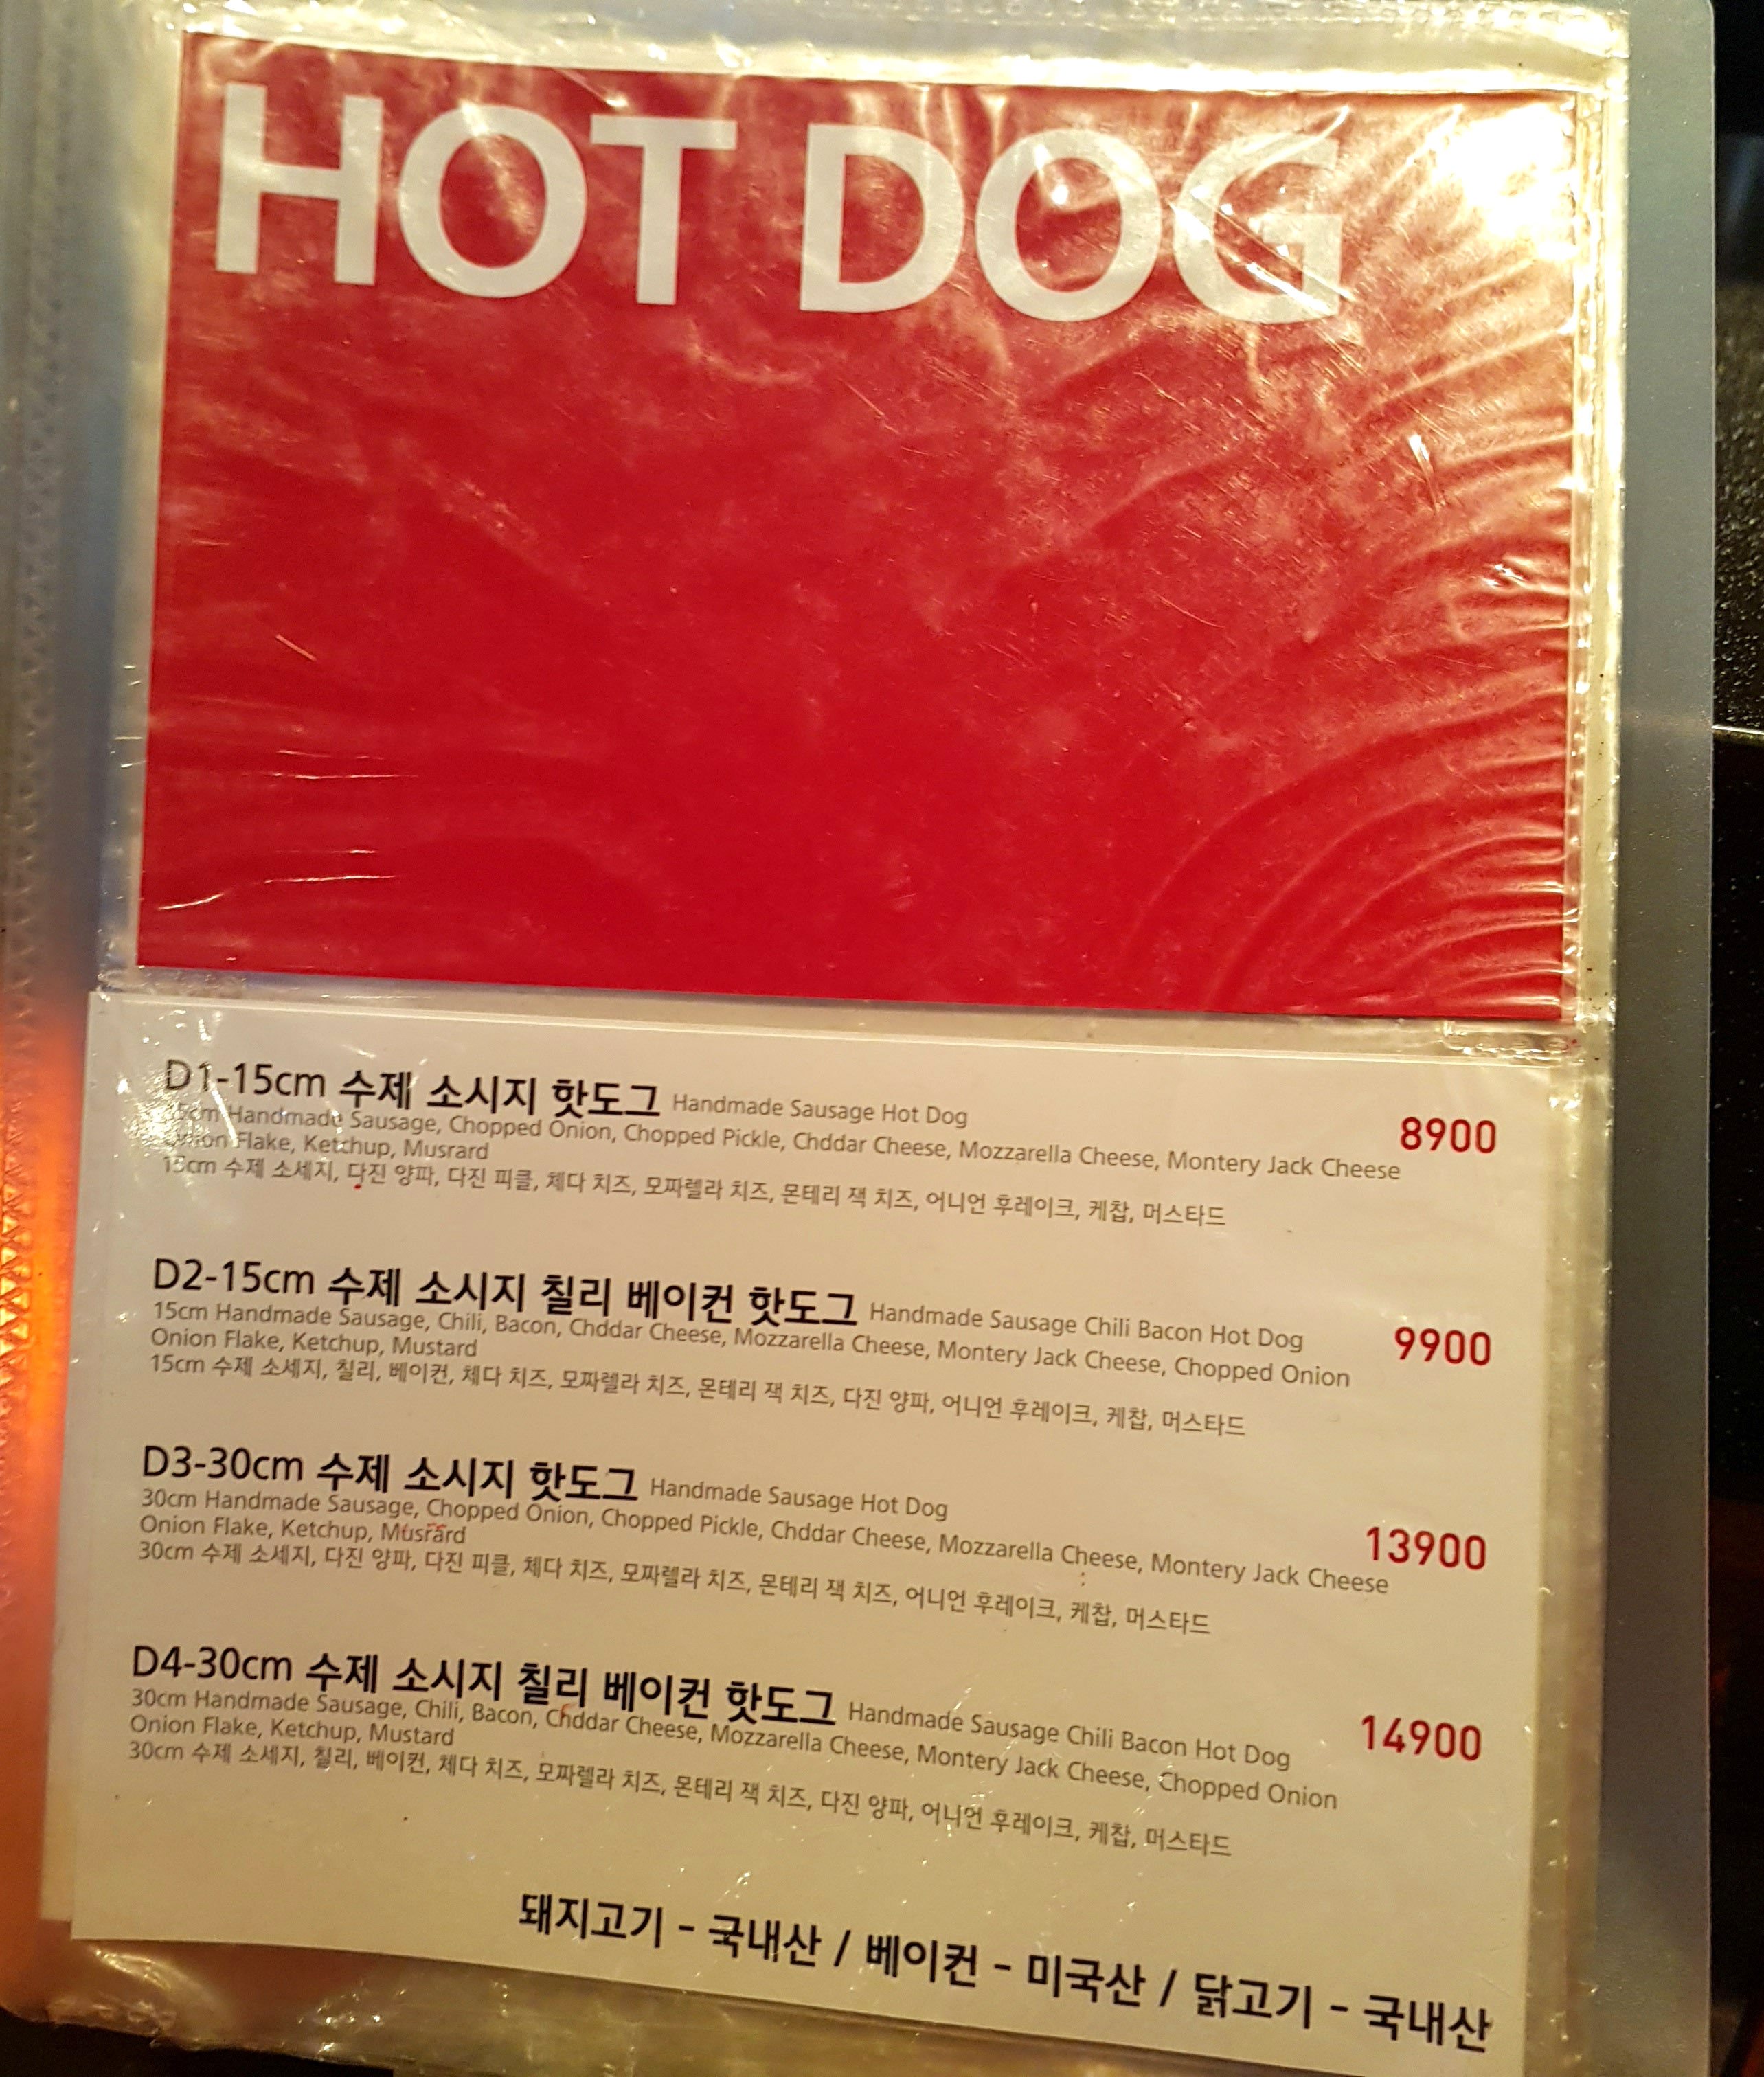 HOT DOG
D1-15cm 수제 소시지 핫도그 Handmade Sausage Hot Dog 8900
15cm Handmade Sausage, Chopped Onion, Chopped Pickle, Chddar Cheese, Mozzarella Cheese, Montery Jack Cheese
Onion Flake, Ketchup, Musrard
15cm 수제 소세지, 다진 양파, 다진 피클, 체다 치즈, 모짜렐라 치즈, 몬테리 잭 치즈, 어니언 후레이크, 케찹, 머스타드
D2-15cm 수제 소시지 칠리 베이컨 핫도그 Handmade Sausage Chili Bacon Hot Dog 9900
15cm Handmade Sausage, Chili, Bacon, Chddar Cheese, Mozzarella Cheese, Montery Jack Cheese, Chopped Onion
Onion Flake, Ketchup, Mustard
15cm 수제 소세지, 칠리, 베이컨, 체다 치즈, 모짜렐라 치즈, 몬테리 잭 치즈, 다진 양파, 어니언 후레이크, 케찹, 머스타드
D3-30cm 수제 소시지 핫도그 Handmade Sausage Hot Dog 13900
30cm Handmade Sausage, Chopped Onion, Chopped Pickle, Chddar Cheese, Mozzarella Cheese, Montery Jack Cheese
Onion Flake, Ketchup, Musrard
30cm 수제 소세지, 다진 양파, 다진 피클, 체다 치즈, 모짜렐라 치즈, 몬테리 잭 치즈, 어니언 후레이크, 케찹, 머스타드
D4-30cm 수제 소시지 칠리 베이컨 핫도그 Handmade Sausage Chili Bacon Hot Dog 14900
30cm Handmade Sausage, Chili, Bacon, Chddar Cheese, Mozzarella Cheese, Montery Jack Cheese, Chopped Onion
Onion Flake, Ketchup, Mustard
30cm 수제 소세지, 칠리, 베이컨, 체다 치즈, 모짜렐라 치즈, 몬테리 잭 치즈, 다진 양파, 어니언 후레이크, 케찹, 머스타드
돼지고기 - 국내산 / 베이컨 - 미국산 / 닭고기 - 국내산